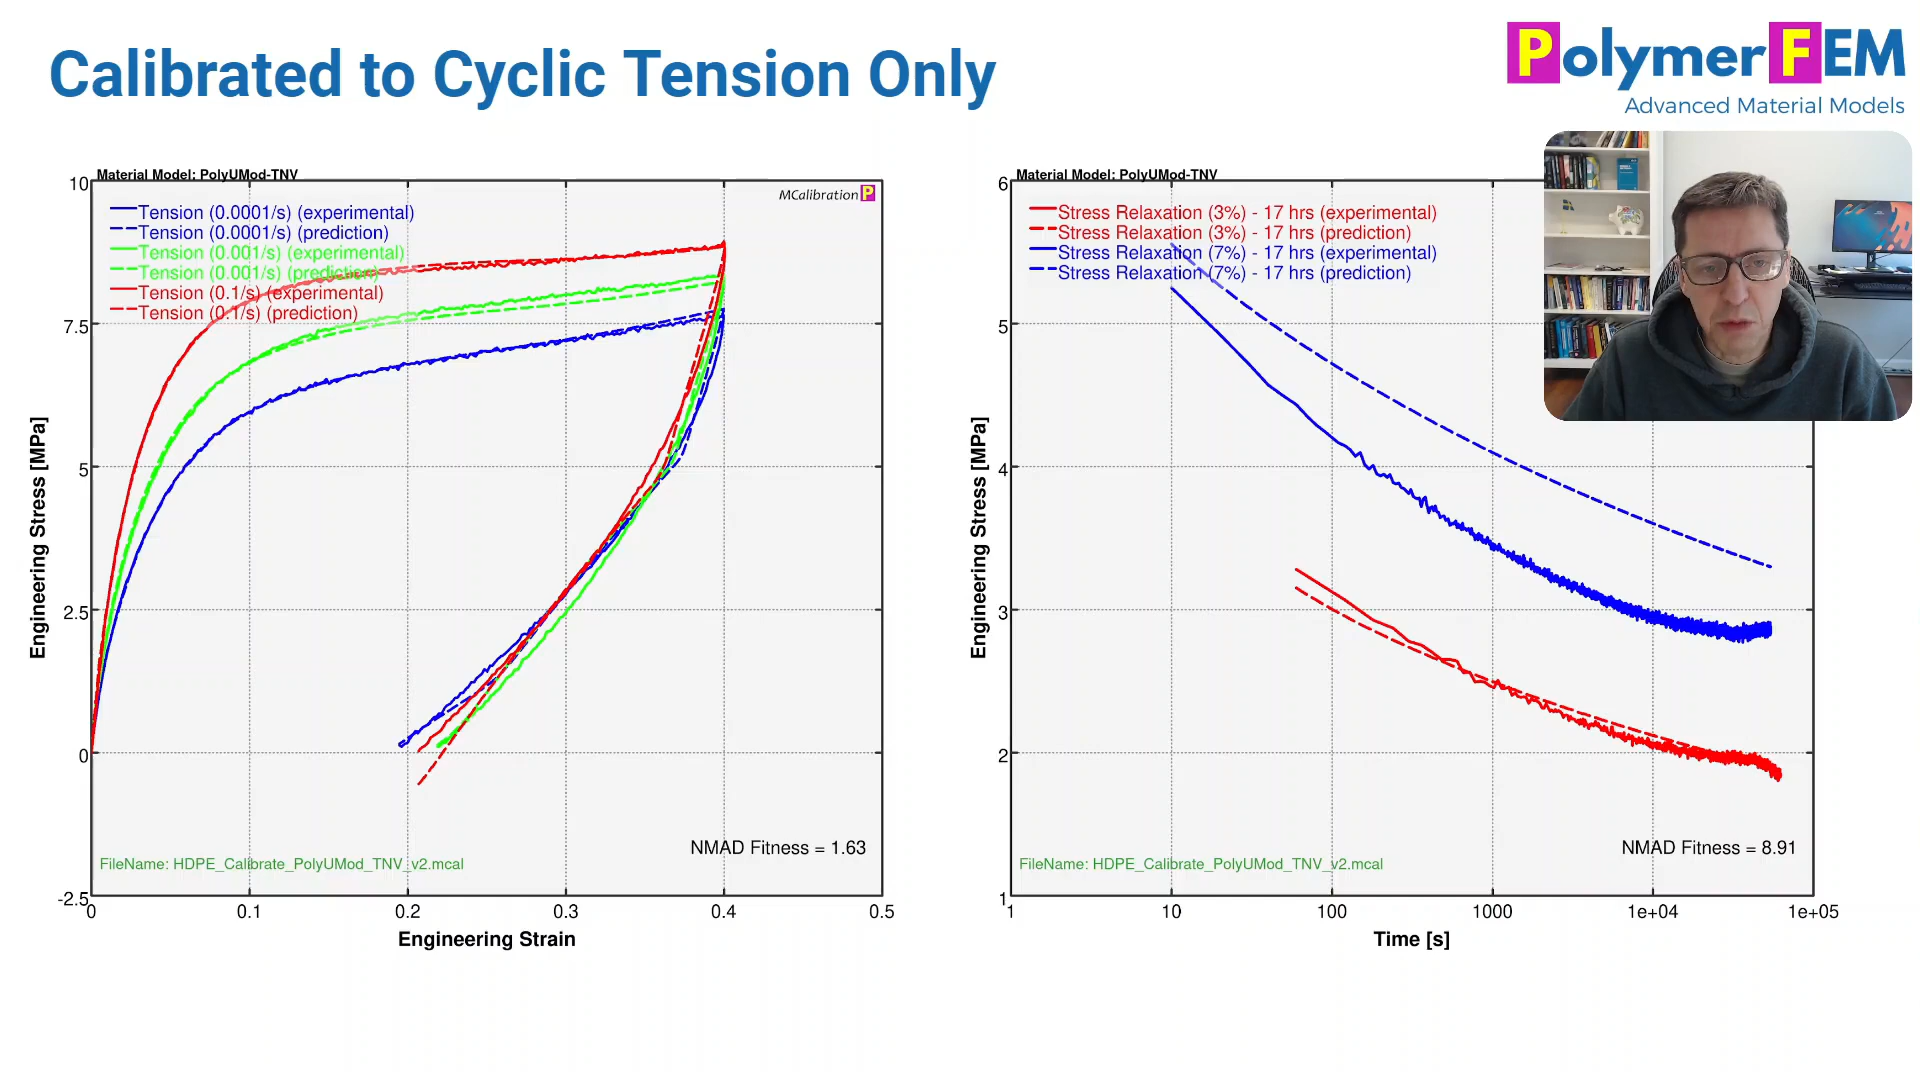 Calibrated to Cyclic Tension Only
PolymerFEM
Advanced Material Models
Material Model: PolyUMod-TNV
MCalibration P
Tension (0.0001/s) (experimental)
Tension (0.0001/s) (prediction)
Tension (0.001/s) (experimental)
Tension (0.001/s) (prediction)
Tension (0.1/s) (experimental)
Tension (0.1/s) (prediction)
10
7.5
5
2.5
0
-2.5
Engineering Stress [MPa]
NMAD Fitness = 1.63
FileName: HDPE_Calibrate_PolyUMod_TNV_v2.mcal
0 0.1 0.2 0.3 0.4 0.5
Engineering Strain
Material Model: PolyUMod-TNV
Stress Relaxation (3%) - 17 hrs (experimental)
Stress Relaxation (3%) - 17 hrs (prediction)
Stress Relaxation (7%) - 17 hrs (experimental)
Stress Relaxation (7%) - 17 hrs (prediction)
6
5
4
3
2
1
Engineering Stress [MPa]
NMAD Fitness = 8.91
FileName: HDPE_Calibrate_PolyUMod_TNV_v2.mcal
1 10 100 1000 1e+04 1e+05
Time [s]